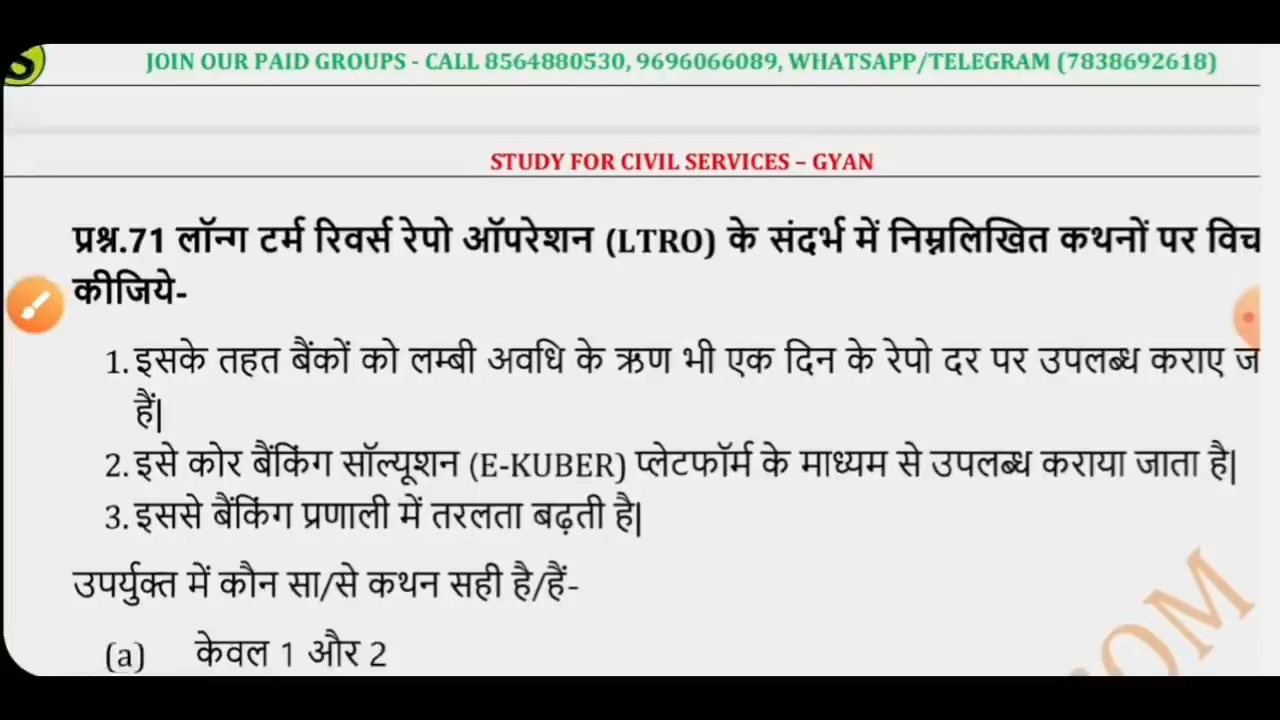 JOIN OUR PAID GROUPS - CALL 8564880530, 9696066089, WHATSAPP/TELEGRAM (7838692618)
STUDY FOR CIVIL SERVICES – GYAN
प्रश्न.71 लॉन्ग टर्म रिवर्स रेपो ऑपरेशन (LTRO) के संदर्भ में निम्नलिखित कथनों पर विच
कीजिये-
1. इसके तहत बैंकों को लम्बी अवधि के ऋण भी एक दिन के रेपो दर पर उपलब्ध कराए ज
हैं|
2. इसे कोर बैंकिंग सॉल्यूशन (E-KUBER) प्लेटफॉर्म के माध्यम से उपलब्ध कराया जाता है|
3. इससे बैंकिंग प्रणाली में तरलता बढ़ती है|
उपर्युक्त में कौन सा/से कथन सही है/हैं-
(a) केवल 1 और 2
OM